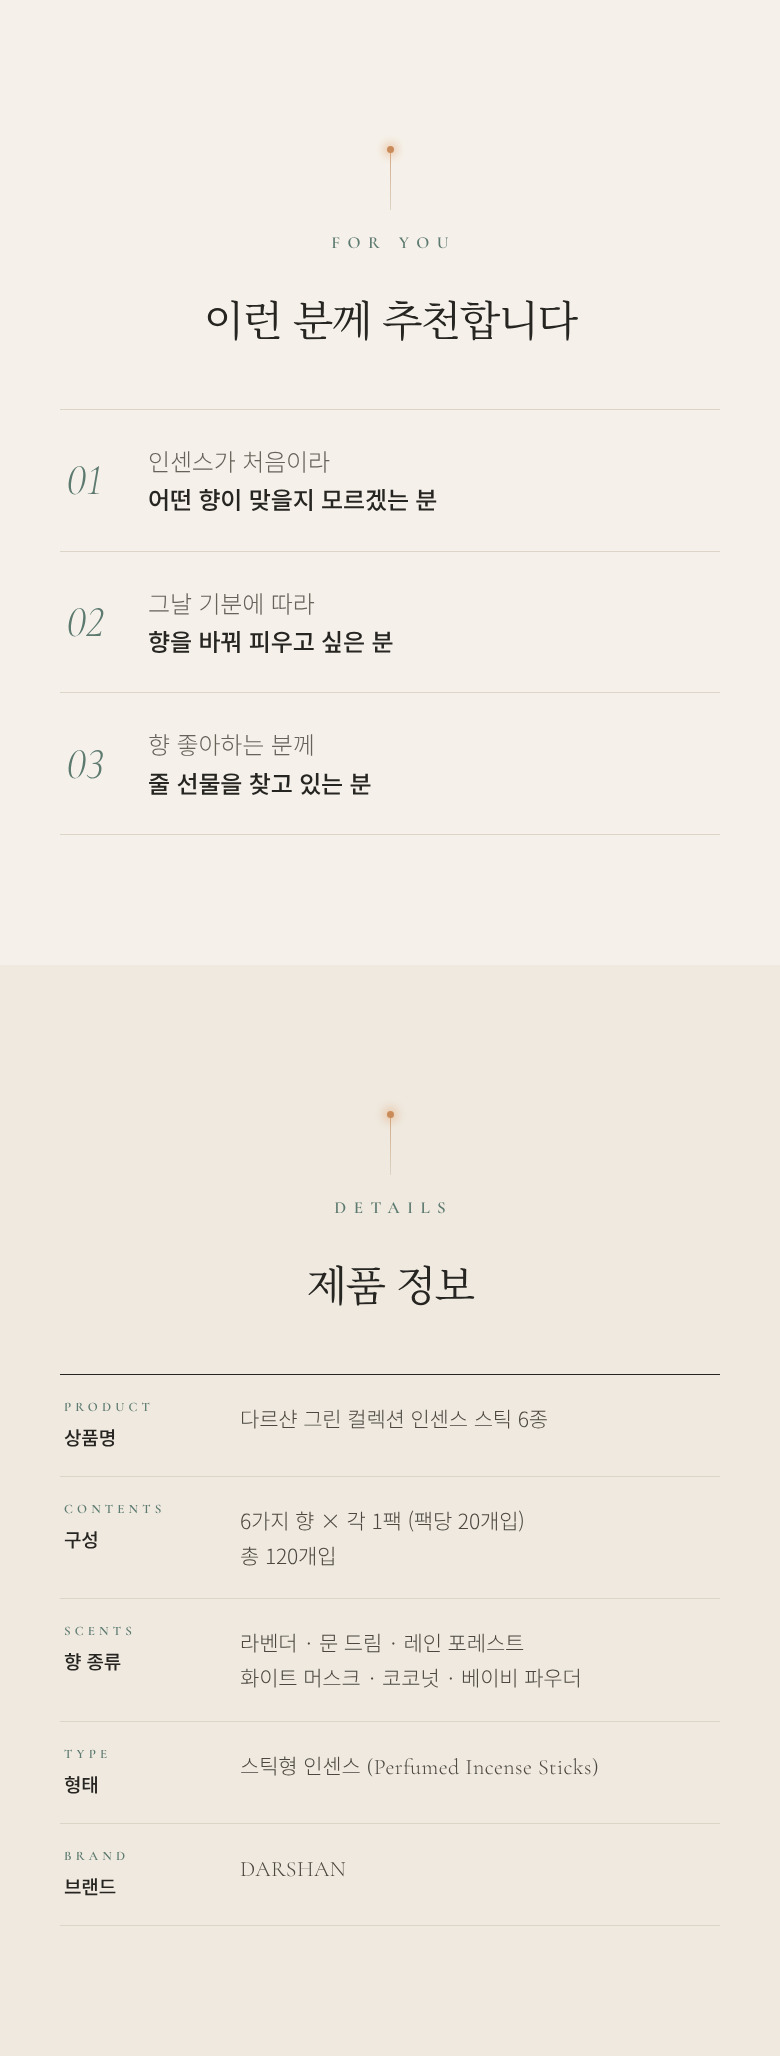 FOR YOU
이런 분께 추천합니다
01
인센스가 처음이라
어떤 향이 맞을지 모르겠는 분
02
그날 기분에 따라
향을 바꿔 피우고 싶은 분
03
향 좋아하는 분께
줄 선물을 찾고 있는 분
DETAILS
제품 정보
PRODUCT
상품명
다르샨 그린 컬렉션 인센스 스틱 6종
CONTENTS
구성
6가지 향 × 각 1팩 (팩당 20개입)
총 120개입
SCENTS
향 종류
라벤더 · 문 드림 · 레인 포레스트
화이트 머스크 · 코코넛 · 베이비 파우더
TYPE
형태
스틱형 인센스 (Perfumed Incense Sticks)
BRAND
브랜드
DARSHAN